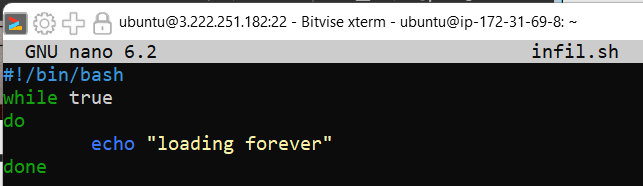 ubuntu@3.222.251.182:22 - Bitvise xterm - ubuntu@ip-172-31-69-8: ~
GNU nano 6.2 infil.sh
#!/bin/bash
while true
do
        echo "loading forever"
done